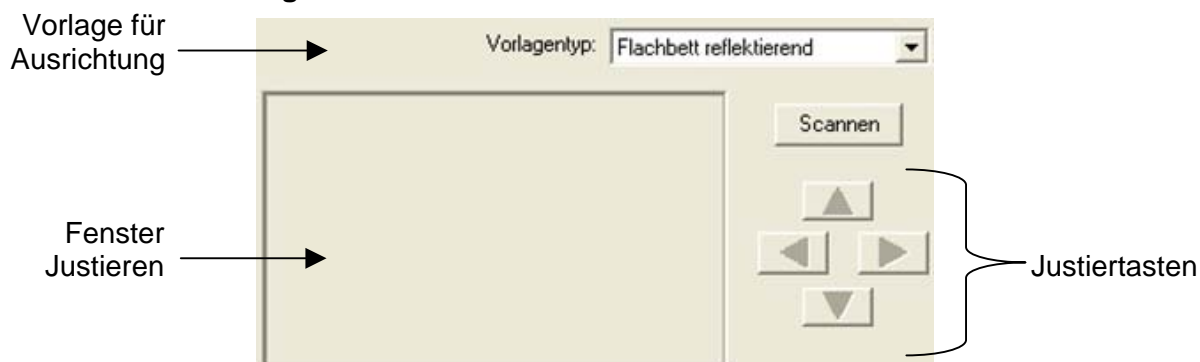 Vorlage für
Ausrichtung
Vorlagentyp: Flachbett reflektierend
Scannen
Fenster
Justieren
Justiertasten